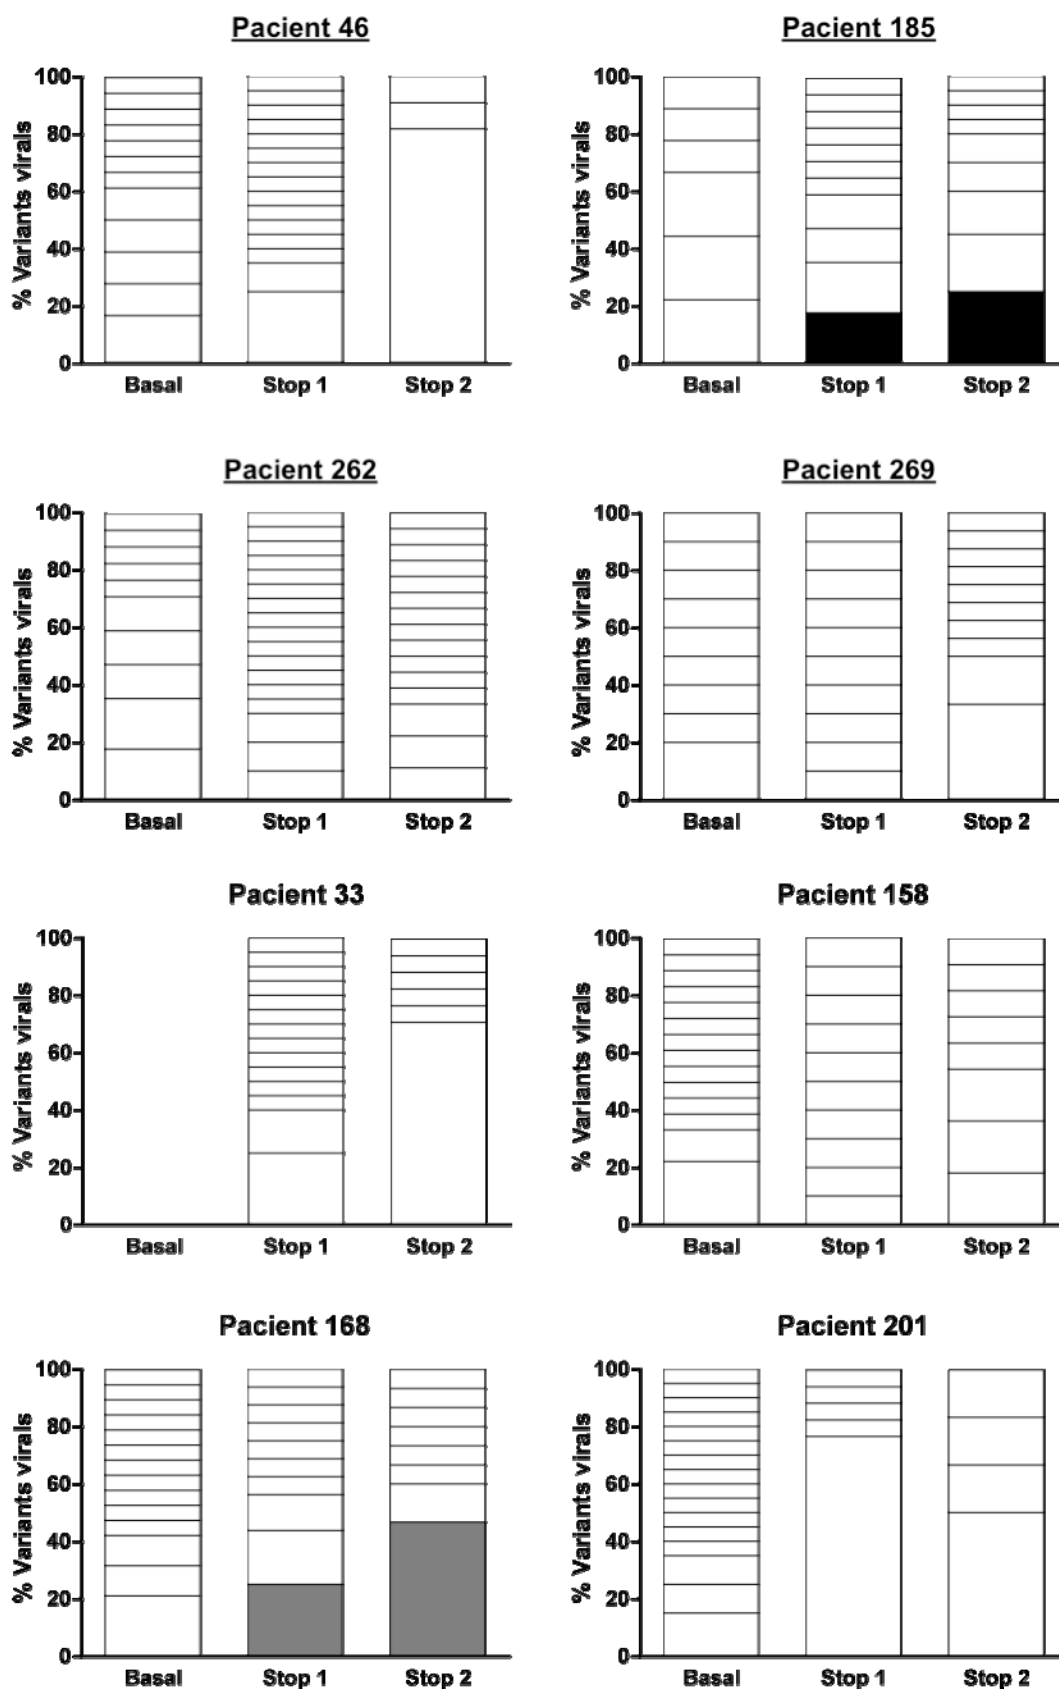 Pacient 46
% Variants virals
100
80
60
40
20
0
Basal Stop 1 Stop 2
Pacient 185
% Variants virals
100
80
60
40
20
0
Basal Stop 1 Stop 2
Pacient 262
% Variants virals
100
80
60
40
20
0
Basal Stop 1 Stop 2
Pacient 269
% Variants virals
100
80
60
40
20
0
Basal Stop 1 Stop 2
Pacient 33
% Variants virals
100
80
60
40
20
0
Basal Stop 1 Stop 2
Pacient 158
% Variants virals
100
80
60
40
20
0
Basal Stop 1 Stop 2
Pacient 168
% Variants virals
100
80
60
40
20
0
Basal Stop 1 Stop 2
Pacient 201
% Variants virals
100
80
60
40
20
0
Basal Stop 1 Stop 2